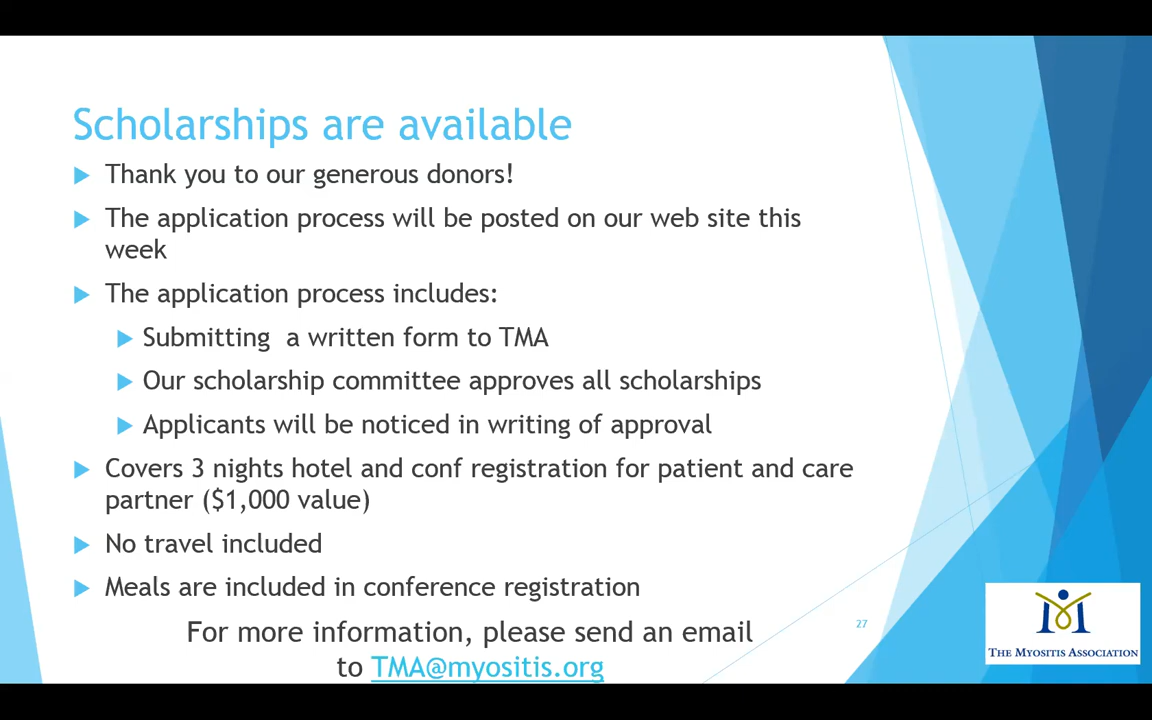 Scholarships are available
Thank you to our generous donors!
The application process will be posted on our web site this
week
The application process includes:
Submitting  a written form to TMA
Our scholarship committee approves all scholarships
Applicants will be noticed in writing of approval
Covers 3 nights hotel and conf registration for patient and care
partner ($1,000 value)
No travel included
Meals are included in conference registration
For more information, please send an email
to TMA@myositis.org
27
THE MYOSITIS ASSOCIATION